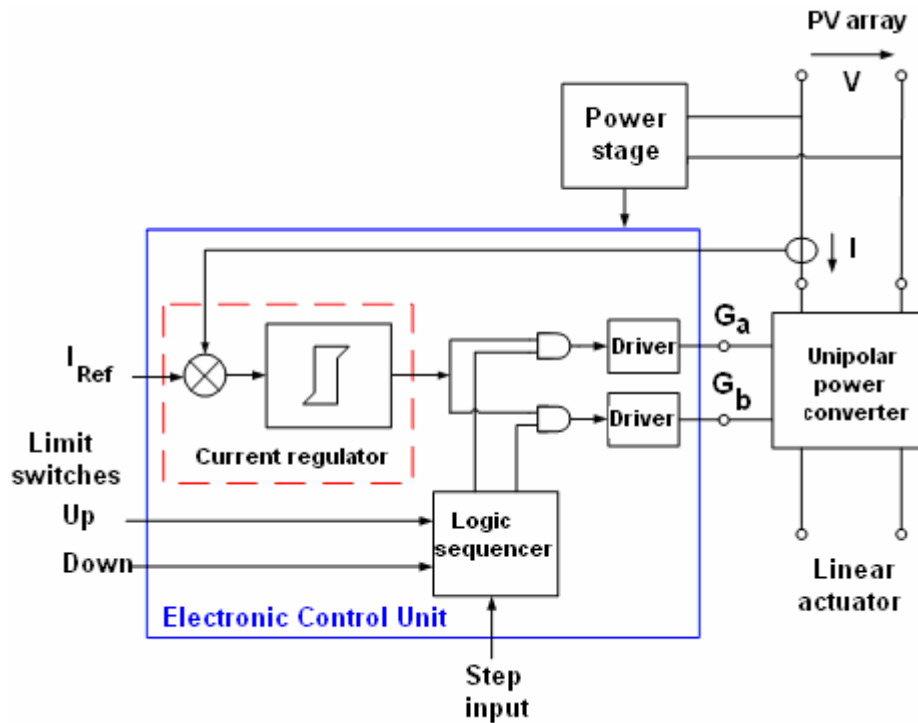 PV array
V
Power
stage
I
I Ref
Current regulator
Driver
Driver
Ga
Gb
Unipolar
power
converter
Limit
switches
Up
Down
Logic
sequencer
Electronic Control Unit
Linear
actuator
Step
input